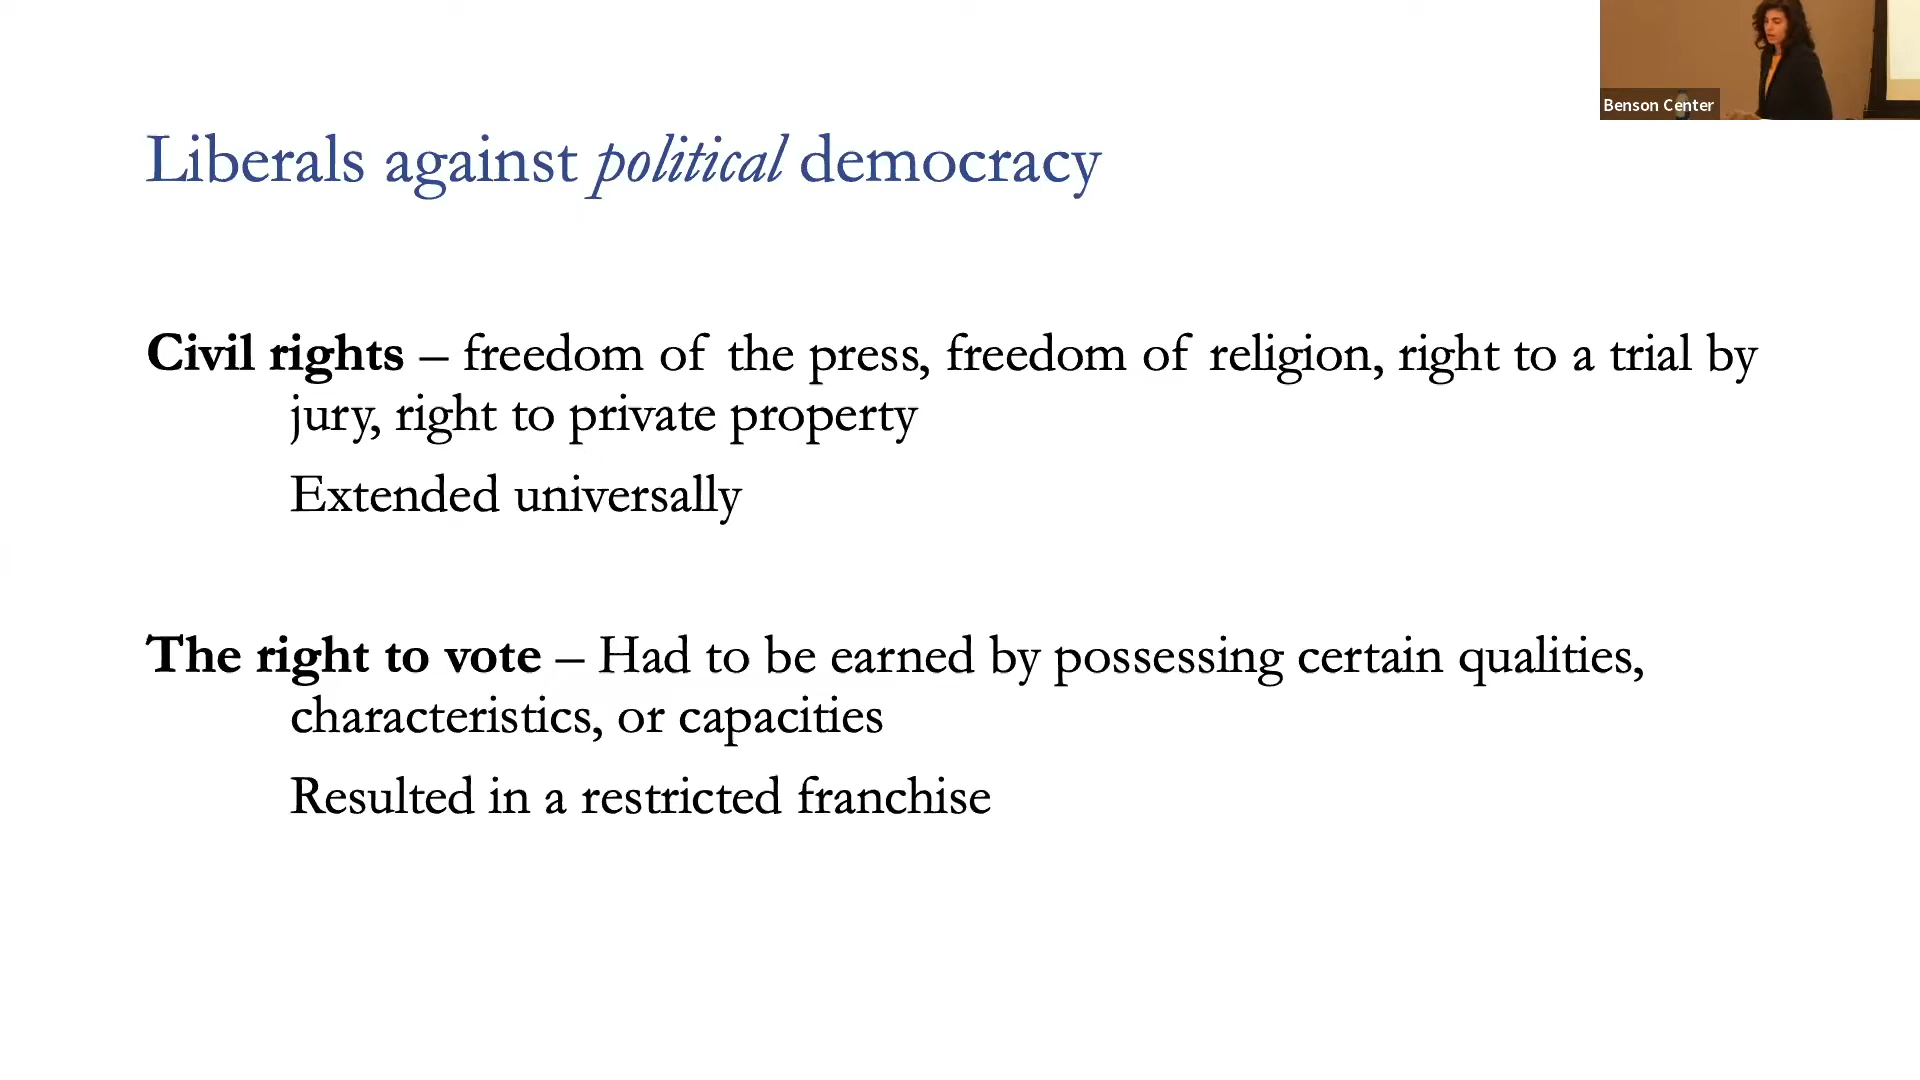 Benson Center
Liberals against political democracy
Civil rights – freedom of the press, freedom of religion, right to a trial by
jury, right to private property
Extended universally
The right to vote – Had to be earned by possessing certain qualities,
characteristics, or capacities
Resulted in a restricted franchise